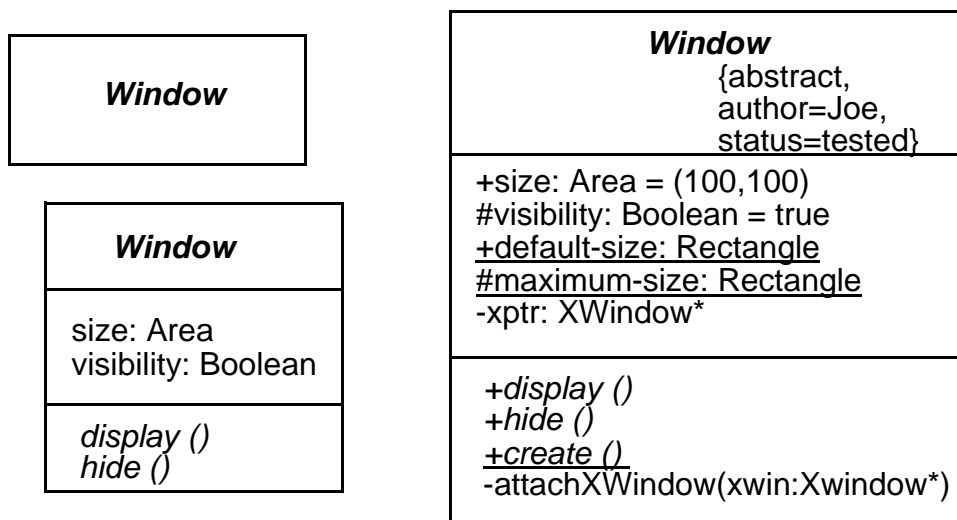 Window
Window
size: Area
visibility: Boolean
display ()
hide ()
Window
{abstract,
author=Joe,
status=tested}
+size: Area = (100,100)
#visibility: Boolean = true
+default-size: Rectangle
#maximum-size: Rectangle
-xptr: XWindow*
+display ()
+hide ()
+create ()
-attachXWindow(xwin:Xwindow*)